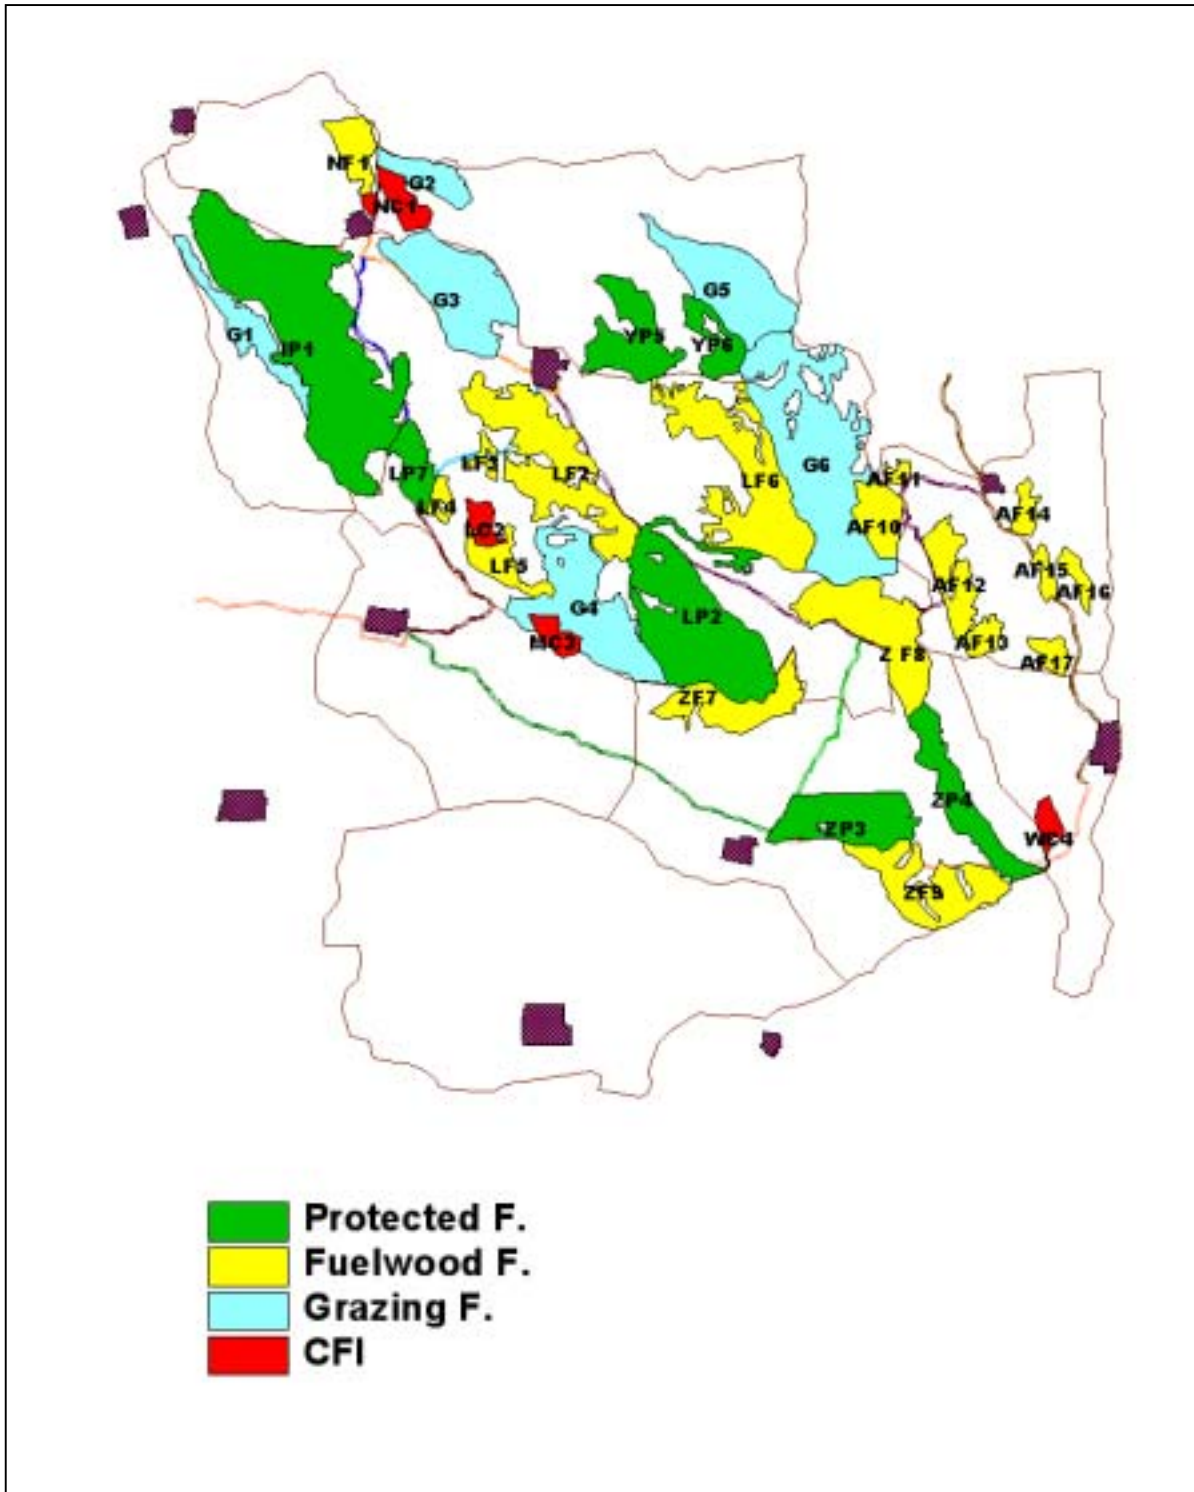 NF1
G2
NC1
G3
G5
G1
IP1
YP5
YP6
LP7
LF3
LF2
LF6
G6
AF11
LF4
LC2
AF10
AF14
LF5
AF12
AF15
AF16
G4
LP2
MC3
Z F8
AF13
AF17
ZF7
ZP4
ZP3
WC4
ZF9
Protected F.
Fuelwood F.
Grazing F.
CFI